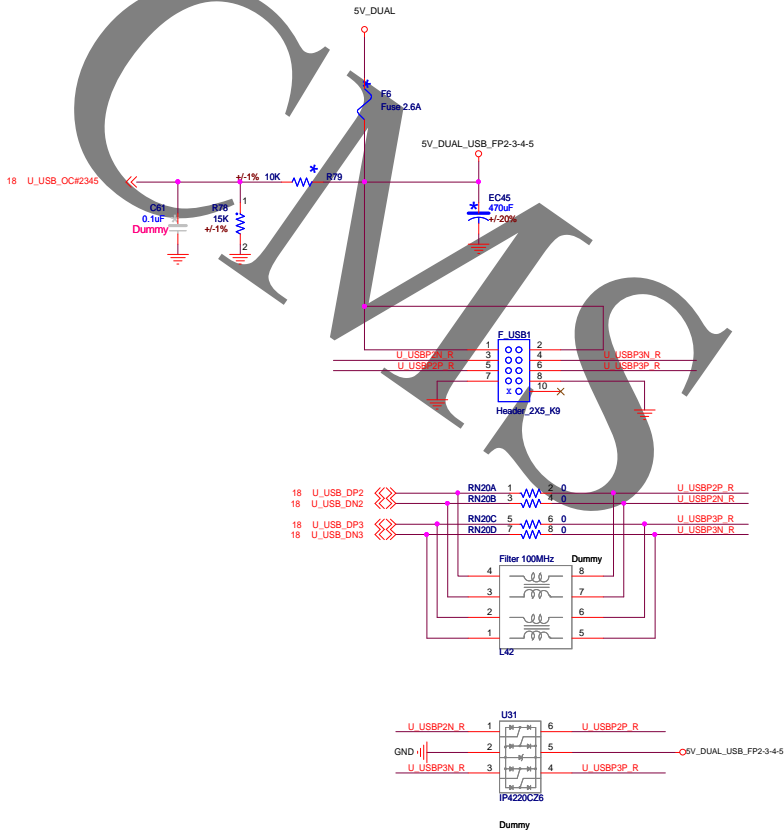 5V_DUAL
F6
Fuse 2.6A
5V_DUAL_USB_FP2-3-4-5
18 U_USB_OC#2345
+/-1% 10K R79
C61
0.1uF
Dummy
1
R78
15K
+/-1%
2
EC45
470uF
+/-20%
F_USB1
1 2
U_USBP2N_R 3 4 U_USBP3N_R
U_USBP2P_R 5 6 U_USBP3P_R
7 8
X 10
Header_2X5_K9
18 U_USB_DP2 RN20A 1 2 0 U_USBP2P_R
18 U_USB_DN2 RN20B 3 4 0 U_USBP2N_R
18 U_USB_DP3 RN20C 5 6 0 U_USBP3P_R
18 U_USB_DN3 RN20D 7 8 0 U_USBP3N_R
Filter 100MHz Dummy
4 8
3 7
2 6
1 5
L42
U31
U_USBP2N_R 1 6 U_USBP2P_R
GND 2 5 5V_DUAL_USB_FP2-3-4-5
U_USBP3N_R 3 4 U_USBP3P_R
IP4220CZ6
Dummy
CMS